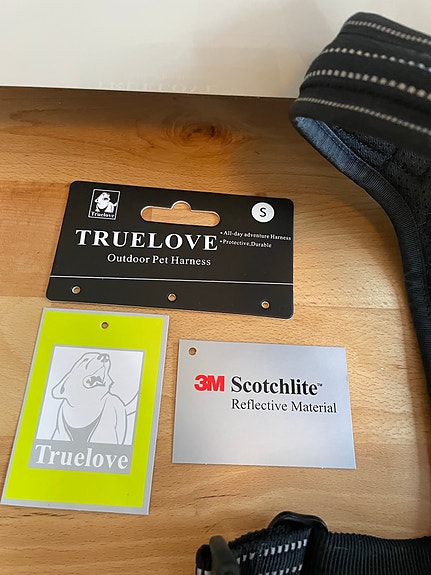 Truelove
S
TRUELOVE
• All-day adventure Harness
• Protective,Durable
Outdoor Pet Harness
Truelove
3M Scotchlite™
Reflective Material